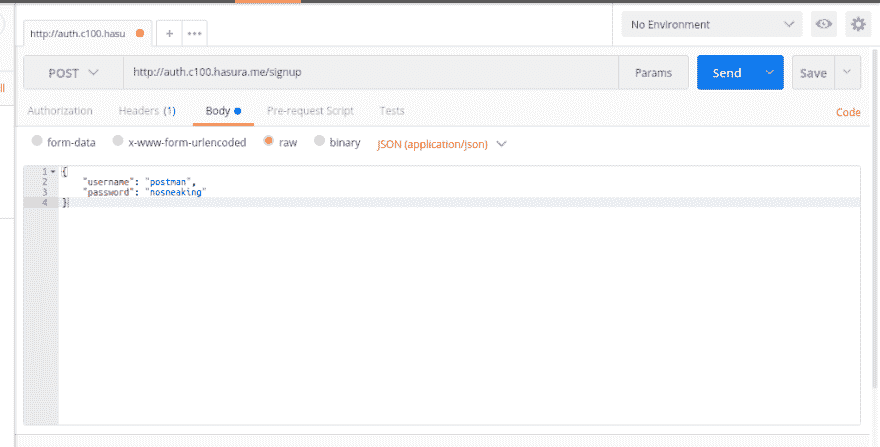 http://auth.c100.hasu + ••• No Environment
POST http://auth.c100.hasura.me/signup Params Send Save
ll
Authorization Headers (1) Body Pre-request Script Tests Code
form-data x-www-form-urlencoded raw binary JSON (application/json)
1 {
2 "username": "postman",
3 "password": "nosneaking"
4 }